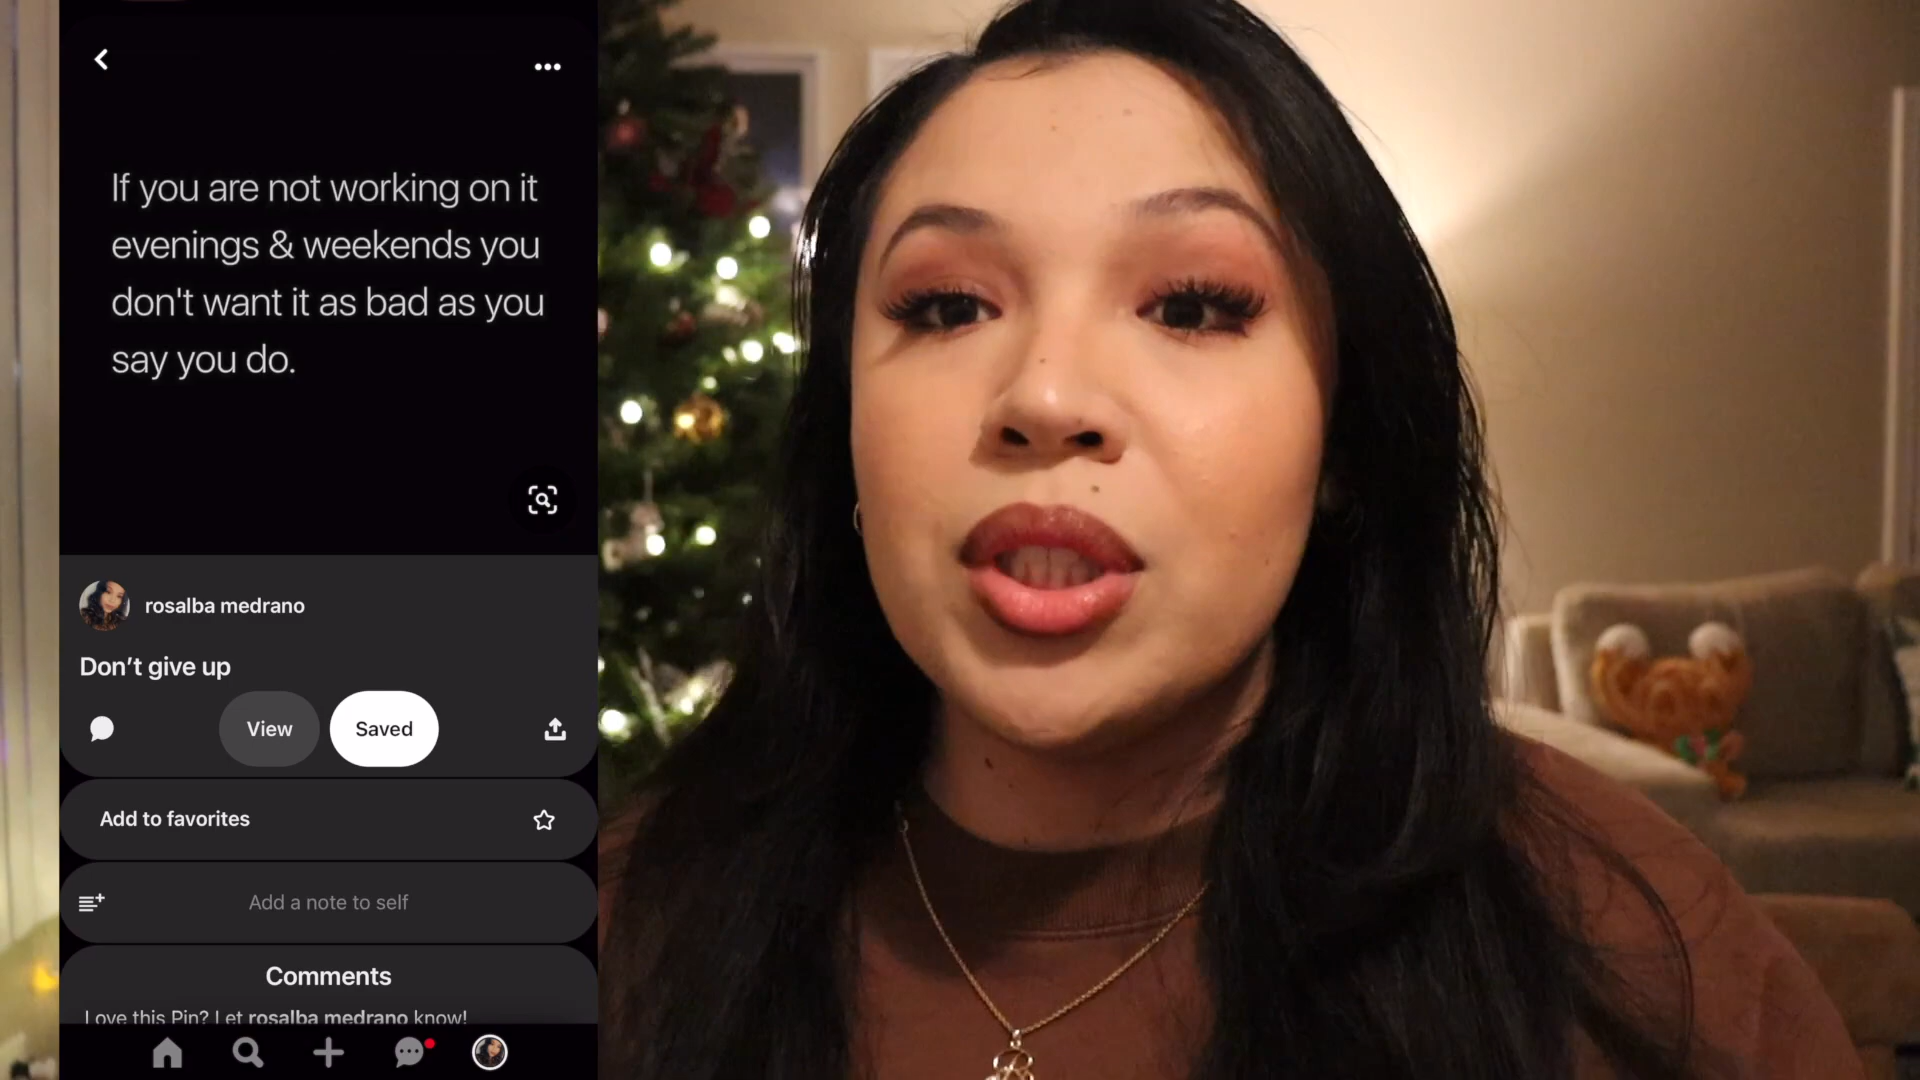 If you are not working on it
evenings & weekends you
don't want it as bad as you
say you do.
rosalba medrano
Don’t give up
View
Saved
Add to favorites
Add a note to self
Comments
Love this Pin? Let rosalba medrano know!